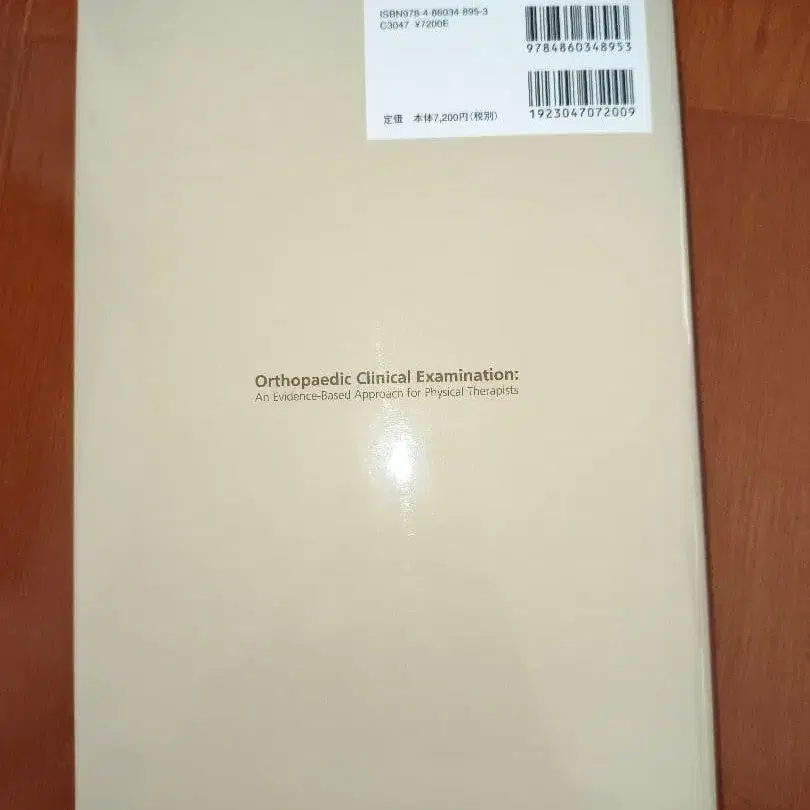 ISBN978-4-86034-895-3
C3047 ¥7200E
定価 本体7,200円(税別)
9784860348953
1923047072009
Orthopaedic Clinical Examination:
An Evidence-Based Approach for Physical Therapists